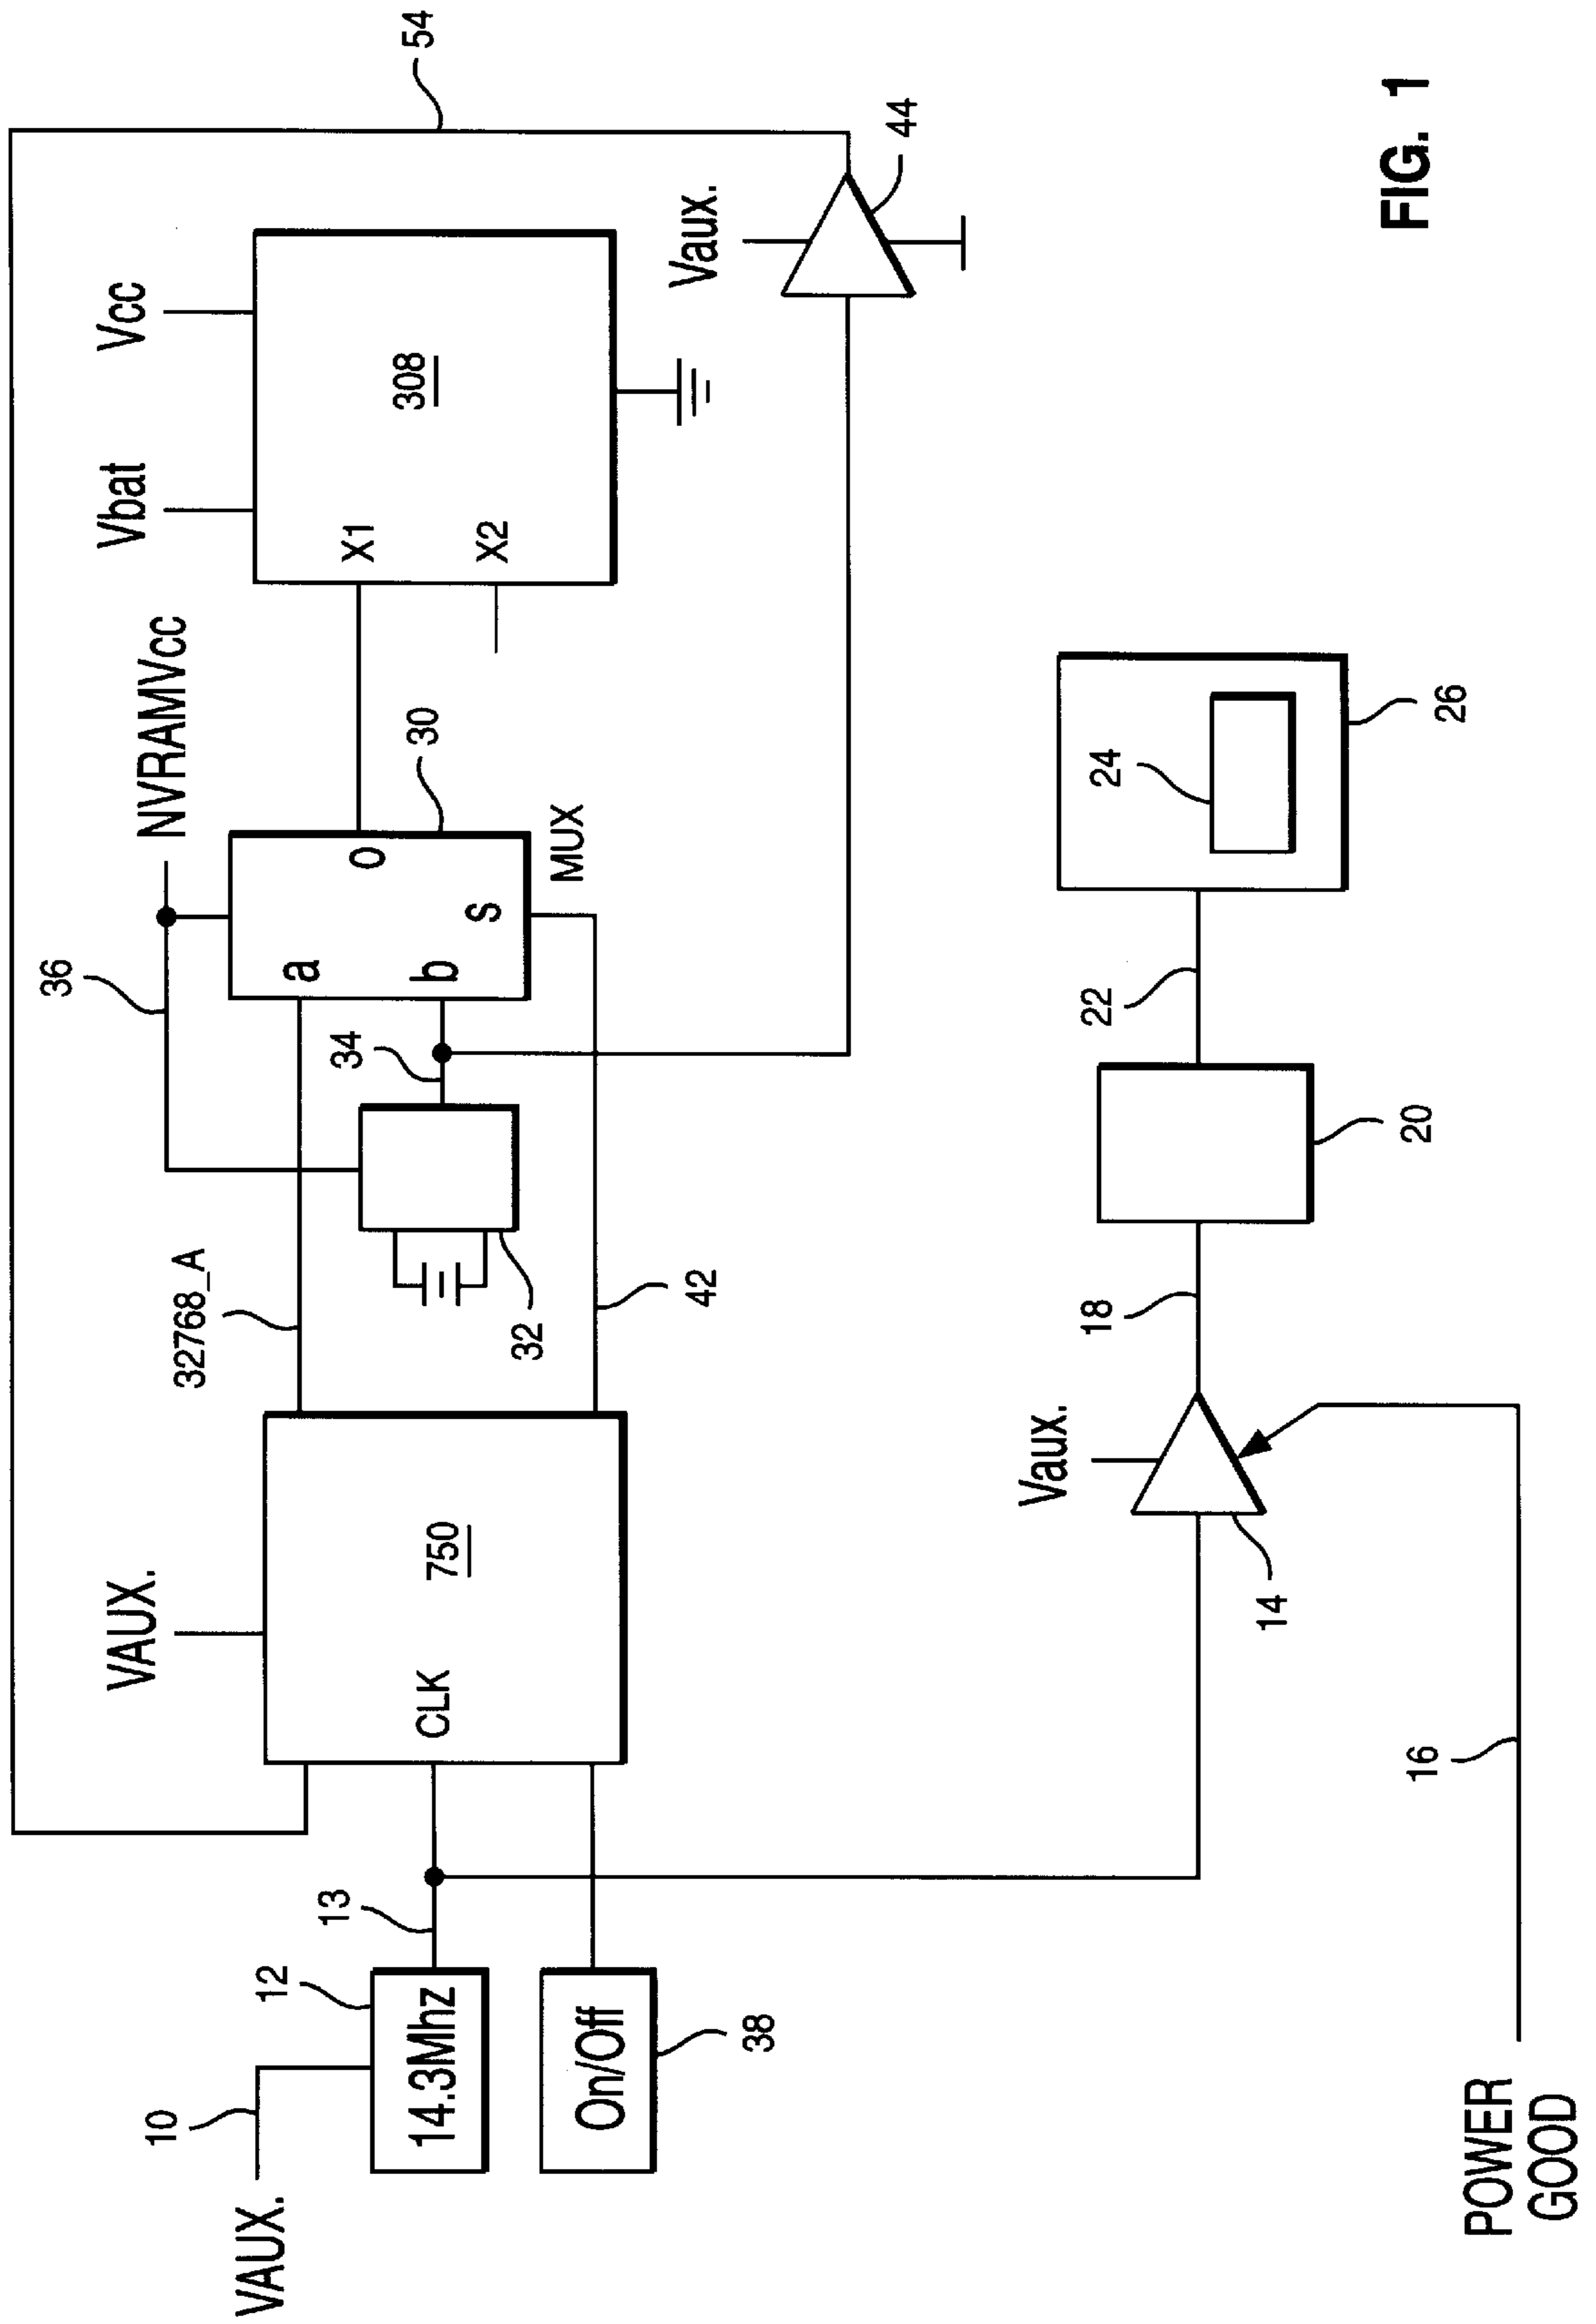 54
Vcc
Vbat
NVRAMVcc
36
32768_A
VAUX.
10
VAUX.
12
14.3Mhz
13
CLK
750
On/Off
38
34
32
42
a
b
s
0
30
MUX
X1
X2
308
Vaux.
44
Vaux.
14
16
POWER
GOOD
18
20
22
24
26
FIG. 1